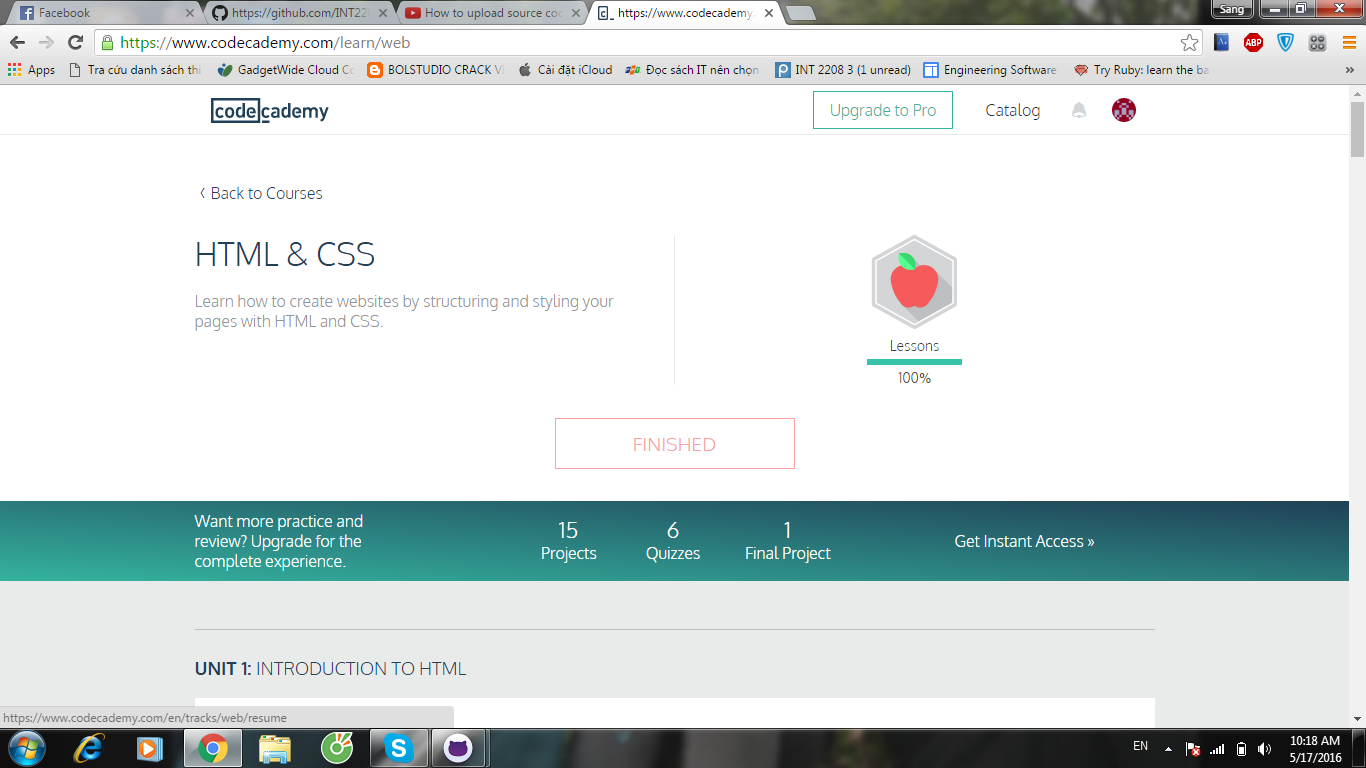 Facebook
https://github.com/INT220
How to upload source coc
https://www.codecademy.
Sang
https://www.codecademy.com/learn/web
ABP
Apps
Tra cứu danh sách thi
GadgetWide Cloud Cc
BOLSTUDIO CRACK V
Cài đặt iCloud
Đọc sách IT nên chọn
INT 2208 3 (1 unread)
Engineering Software
Try Ruby: learn the ba
»
codecademy
Upgrade to Pro
Catalog
Back to Courses
HTML & CSS
Learn how to create websites by structuring and styling your
pages with HTML and CSS.
Lessons
100%
FINISHED
Want more practice and
review? Upgrade for the
complete experience.
15
Projects
6
Quizzes
1
Final Project
Get Instant Access »
UNIT 1: INTRODUCTION TO HTML
https://www.codecademy.com/en/tracks/web/resume
EN
10:18 AM
5/17/2016